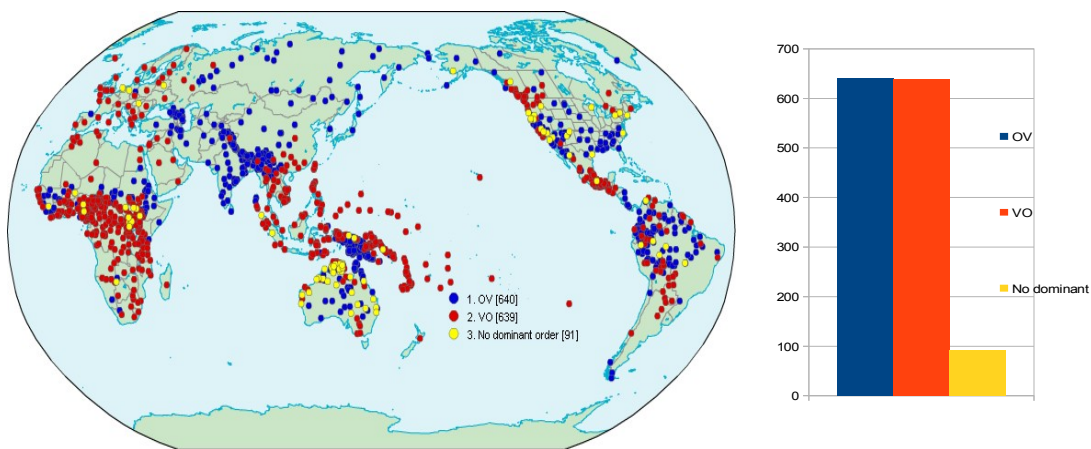 1. OV [640]
2. VO [639]
3. No dominant order [91]
700
600
500
400
300
200
100
0
OV
VO
No dominant